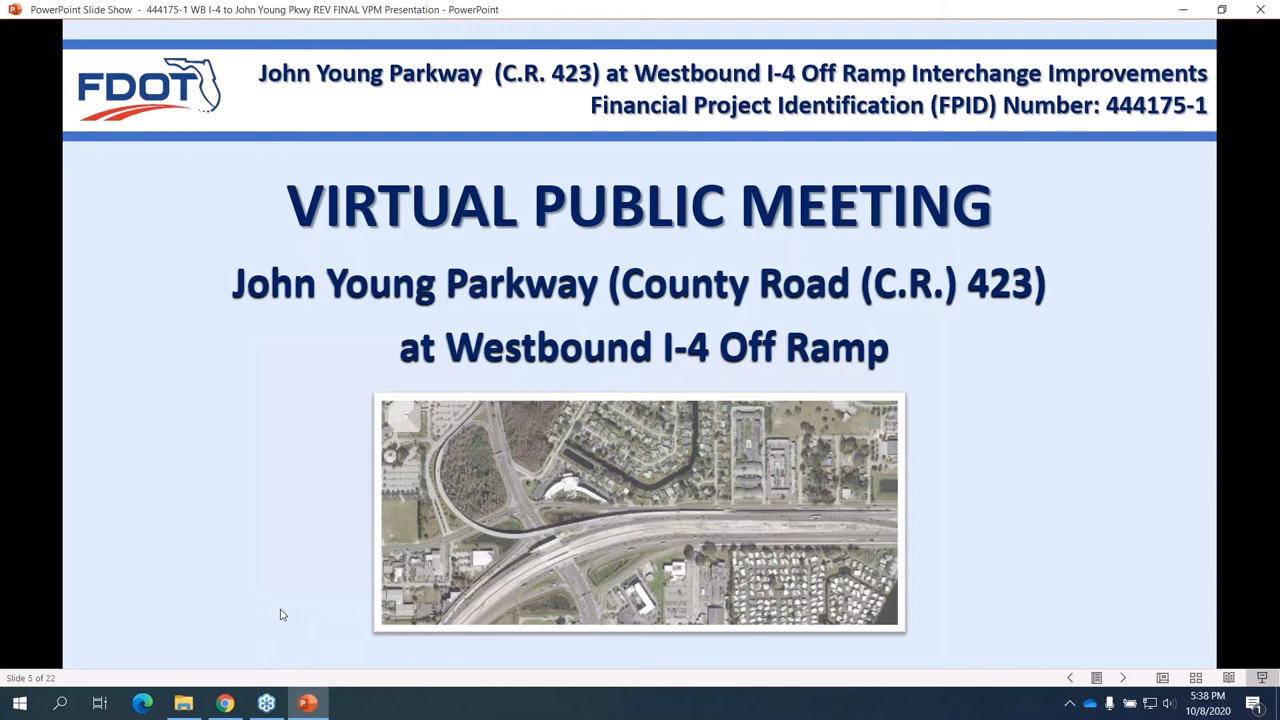 PowerPoint Slide Show - 444175-1 WB I-4 to John Young Pkwy REV FINAL VPM Presentation - PowerPoint
FDOT
John Young Parkway (C.R. 423) at Westbound I-4 Off Ramp Interchange Improvements
Financial Project Identification (FPID) Number: 444175-1
VIRTUAL PUBLIC MEETING
John Young Parkway (County Road (C.R.) 423)
at Westbound I-4 Off Ramp
Slide 5 of 22
5:38 PM
10/8/2020
1